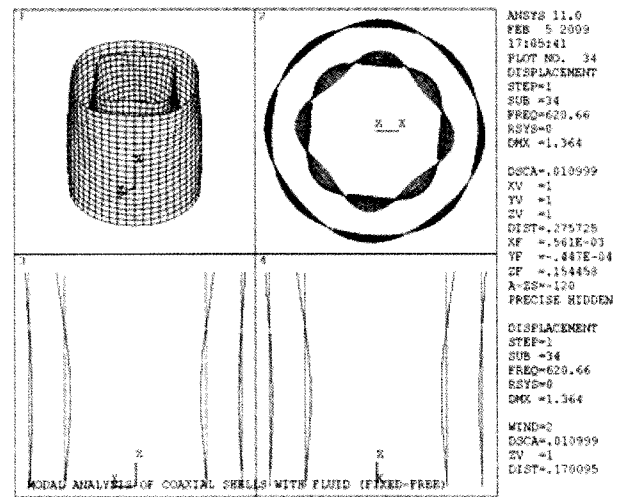 1
2
ANSYS 11.0
FEB 5 2009
17:05:41
PLOT NO. 34
DISPLACEMENT
STEP=1
SUB =34
FREQ=620.66
RSYS=0
DMX =1.364
DSCA=.010999
XV =1
YV =1
ZV =1
DIST=.275725
XF =.561E-03
YF =-.447E-04
ZF =.154458
A-ZS=-120
PRECISE HIDDEN
DISPLACEMENT
STEP=1
SUB =34
FREQ=620.66
RSYS=0
DMX =1.364
WIND=2
DSCA=.010999
ZV =1
DIST=.170095
Z X
3
4
Z
Z
MODAL ANALYSIS OF COAXIAL SHELLS WITH FLUID (FIXED-FREE)